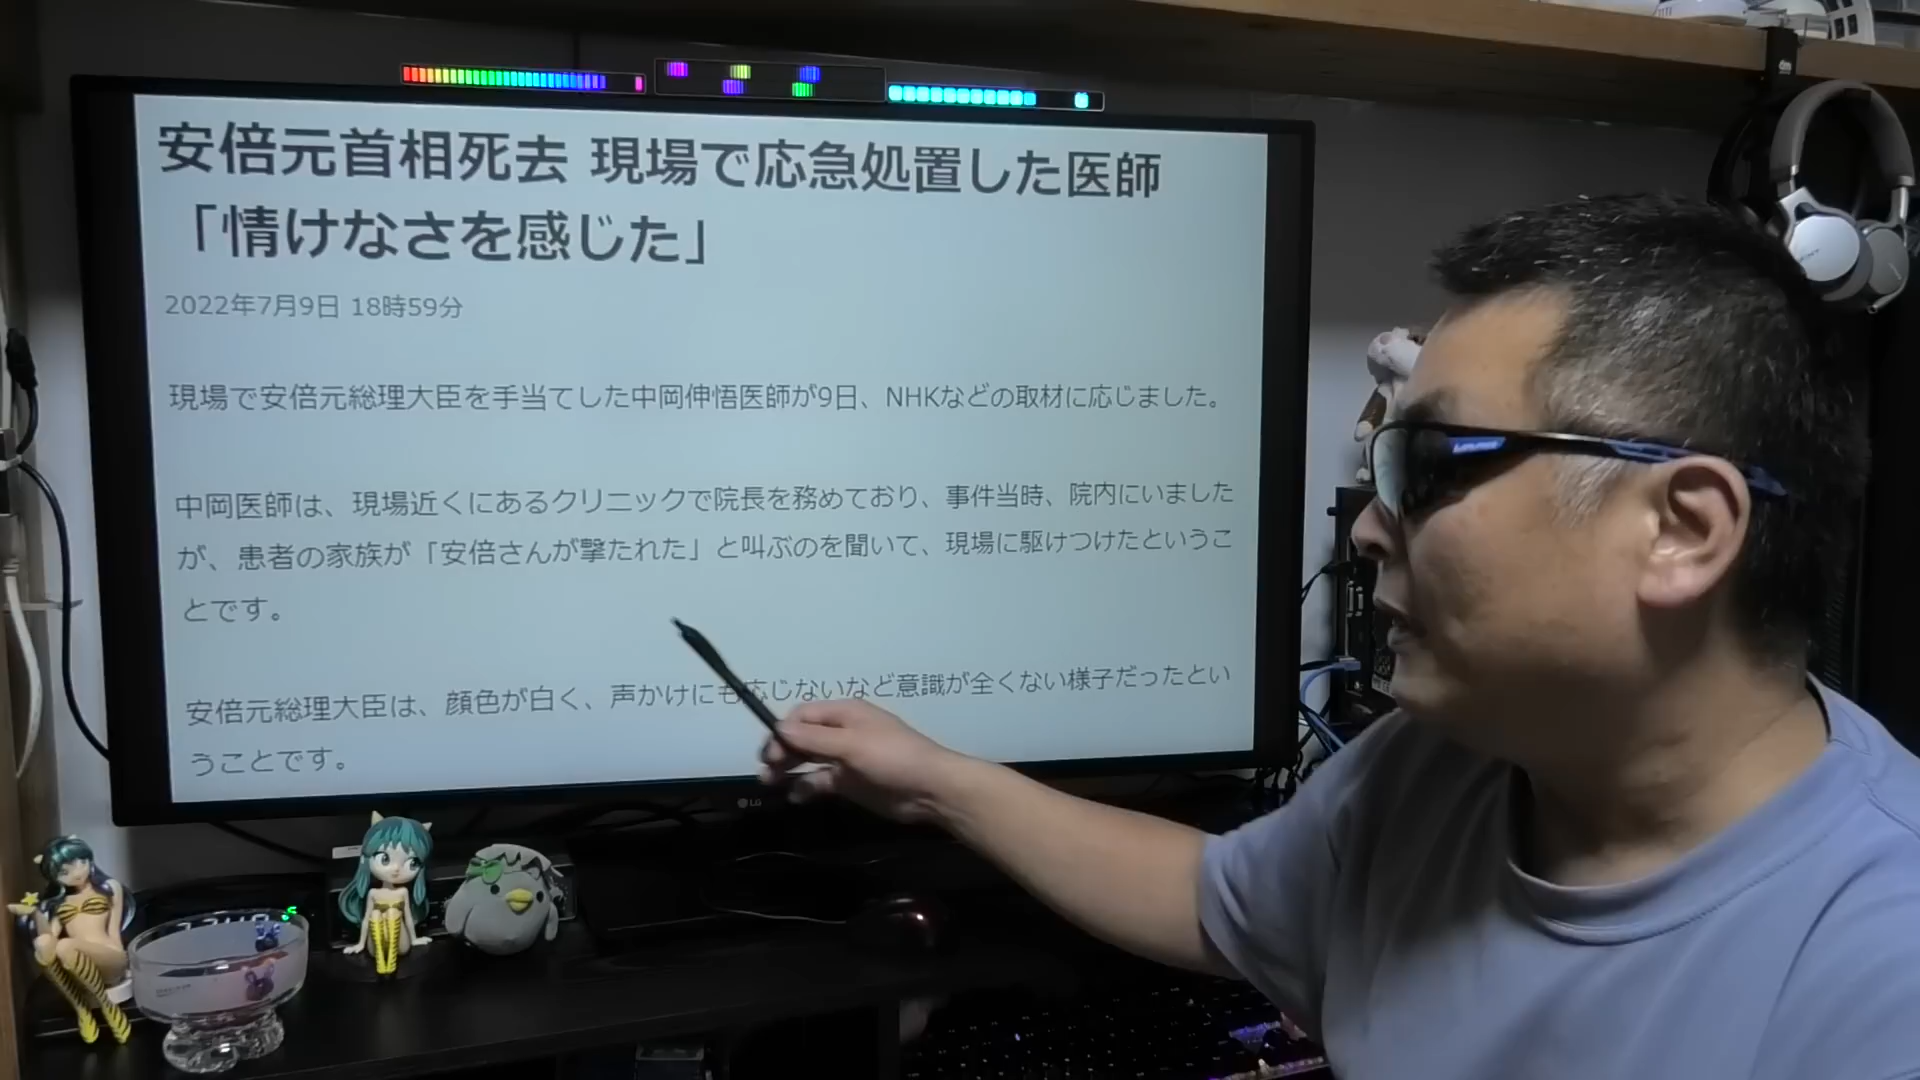 安倍元首相死去 現場で応急処置した医師
「情けなさを感じた」
2022年7月9日 18時59分
現場で安倍元総理大臣を手当てした中岡伸悟医師が9日、NHKなどの取材に応じました。
中岡医師は、現場近くにあるクリニックで院長を務めており、事件当時、院内にいました
が、患者の家族が「安倍さんが撃たれた」と叫ぶのを聞いて、現場に駆けつけたというこ
とです。
安倍元総理大臣は、顔色が白く、声かけにも応じないなど意識が全くない様子だったとい
うことです。
LG
SONY